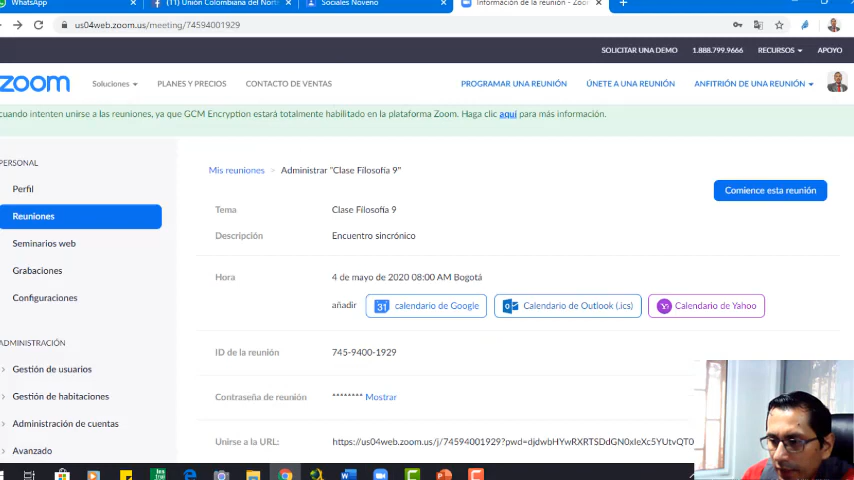 WhatsApp
(11) Unión Colombiana del Nort
Sociales Noveno
Información de la reunión - Zoo
us04web.zoom.us/meeting/74594001929
SOLICITAR UNA DEMO
1.888.799.9666
RECURSOS
APOYO
zoom
Soluciones
PLANES Y PRECIOS
CONTACTO DE VENTAS
PROGRAMAR UNA REUNIÓN
ÚNETE A UNA REUNIÓN
ANFITRIÓN DE UNA REUNIÓN
cuando intenten unirse a las reuniones, ya que GCM Encryption estará totalmente habilitado en la plataforma Zoom. Haga clic aquí para más información.
PERSONAL
Perfil
Reuniones
Seminarios web
Grabaciones
Configuraciones
ADMINISTRACIÓN
Gestión de usuarios
Gestión de habitaciones
Administración de cuentas
Avanzado
Mis reuniones > Administrar "Clase Filosofía 9"
Comience esta reunión
Tema Clase Filosofía 9
Descripción Encuentro sincrónico
Hora 4 de mayo de 2020 08:00 AM Bogotá
añadir 31 calendario de Google Calendario de Outlook (.ics) Calendario de Yahoo
ID de la reunión 745-9400-1929
Contraseña de reunión ******** Mostrar
Unirse a la URL: https://us04web.zoom.us/j/74594001929?pwd=djdwbHYwRXRTSDdGN0xleXc5YUtvQT0